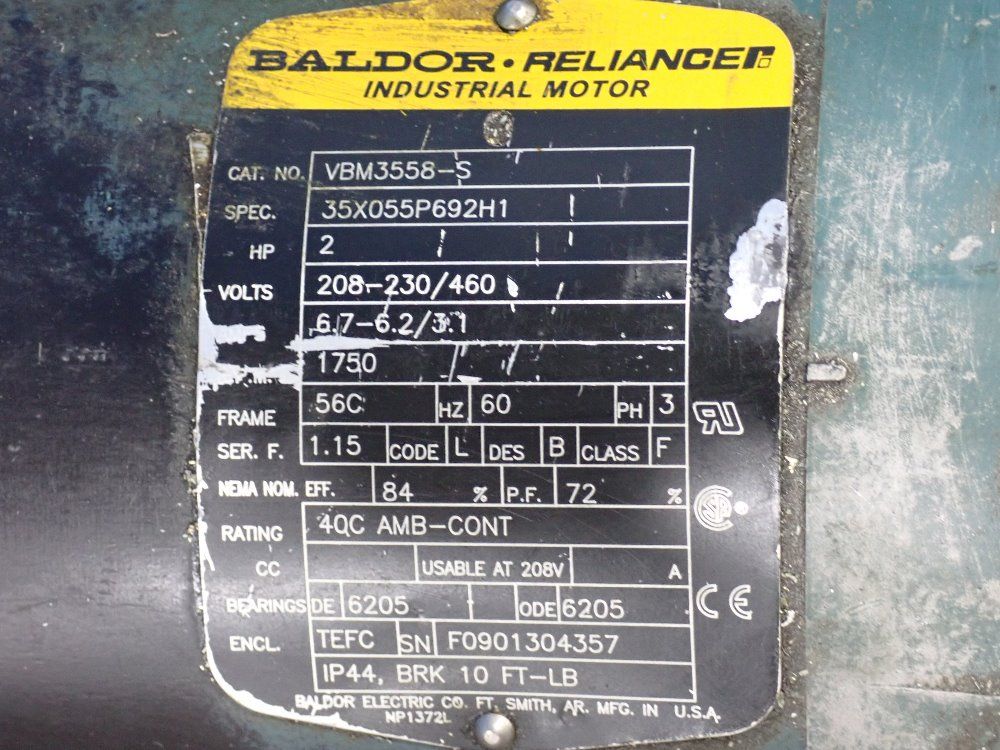 BALDOR • RELIANCE
INDUSTRIAL MOTOR
CAT. NO. VBM3558-S
SPEC. 35X055P692H1
HP 2
VOLTS 208-230/460
6.7-6.2/3.1
1750
FRAME 56C HZ 60 PH 3
SER. F. 1.15 CODE L DES B CLASS F
NEMA NOM. EFF. 84 % P.F. 72 %
RATING 40C AMB-CONT
CC USABLE AT 208V A
BEARINGS DE 6205 ODE 6205
ENCL. TEFC SN F0901304357
IP44, BRK 10 FT-LB
BALDOR ELECTRIC CO. FT. SMITH, AR. MFG. IN U.S.A.
NP1372L
RU
SA
CE